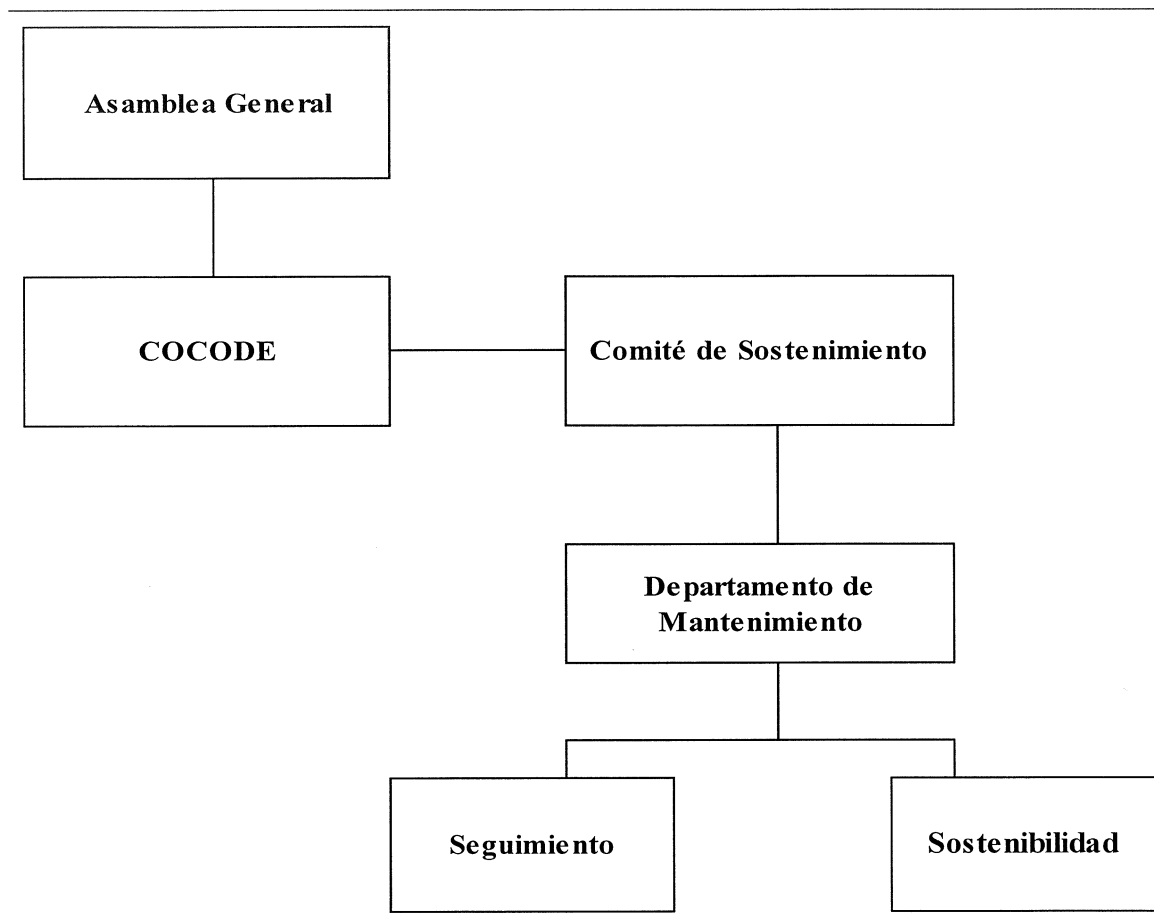 Asamblea General
COCODE
Comité de Sostenimiento
Departamento de
Mantenimiento
Seguimiento
Sostenibilidad